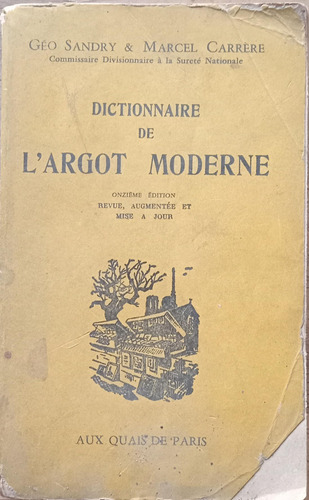 GÉO SANDRY & MARCEL CARRÈRE
Commissaire Divisionnaire à la Sureté Nationale
DICTIONNAIRE
DE
L'ARGOT MODERNE
ONZIÈME ÉDITION
REVUE, AUGMENTÉE ET
MISE A JOUR
AUX QUAIS DE PARIS